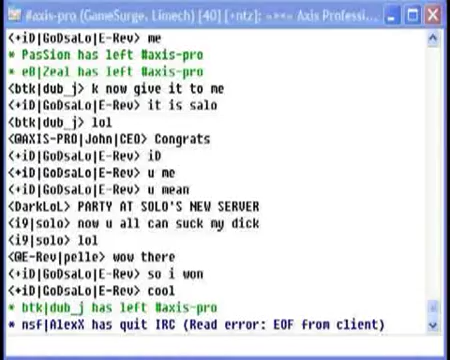 #axis-pro (GameSurge, Limech) [40] [+ntz]: -»»« Axis Professi...
<+iD|GoDsaLo|E-Rev> me
* PasSion has left #axis-pro
* eB|Zeal has left #axis-pro
<btk|dub_j> k now give it to me
<+iD|GoDsaLo|E-Rev> it is salo
<btk|dub_j> lol
<@AXIS-PRO|John|CEO> Congrats
<+iD|GoDsaLo|E-Rev> iD
<+iD|GoDsaLo|E-Rev> u me
<+iD|GoDsaLo|E-Rev> u mean
<DarkLoL> PARTY AT SOLO'S NEW SERVER
<i9|solo> now u all can suck my dick
<i9|solo> lol
<@E-Rev|pelle> wow there
<+iD|GoDsaLo|E-Rev> so i won
<+iD|GoDsaLo|E-Rev> cool
* btk|dub_j has left #axis-pro
* nsf|AlexX has quit IRC (Read error: EOF from client)